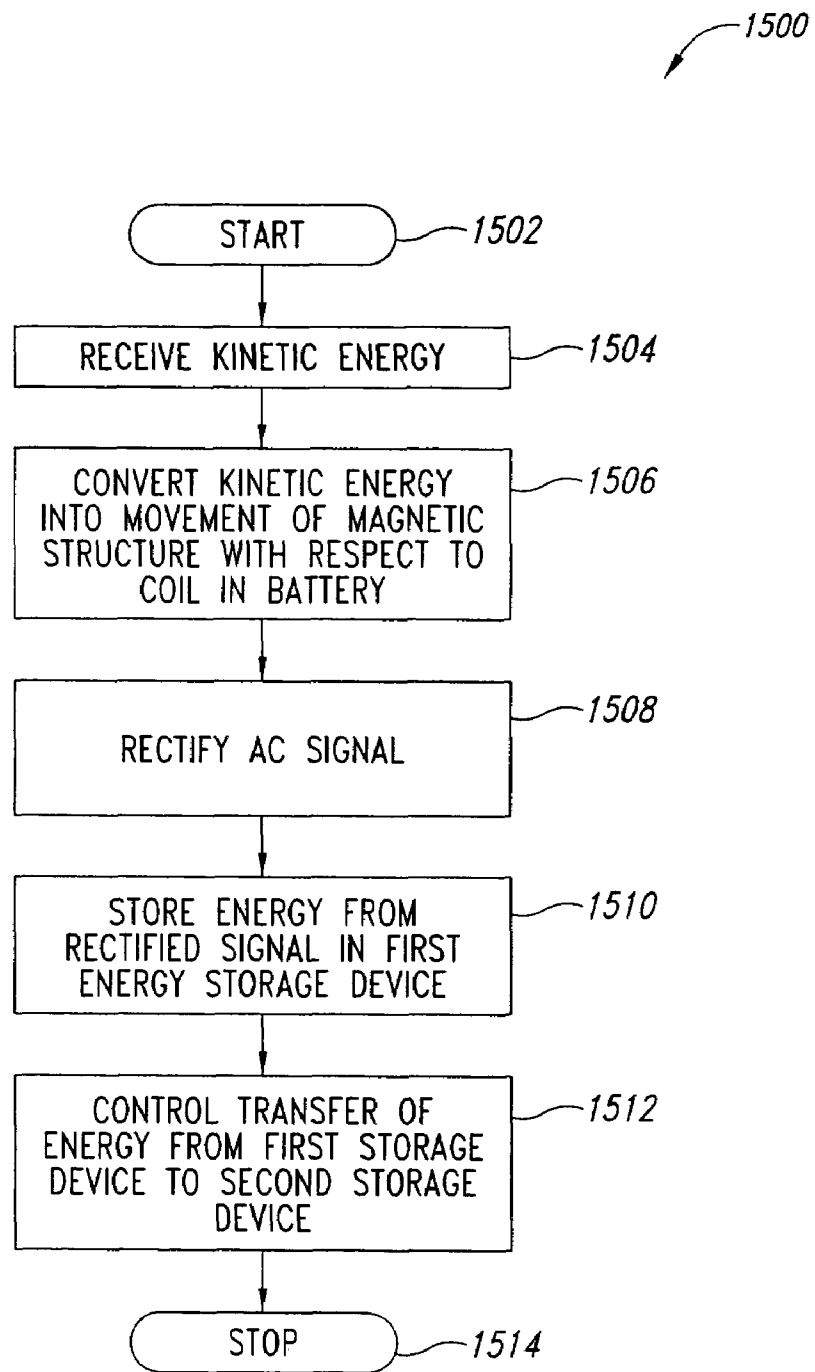 1500
START
1502
RECEIVE KINETIC ENERGY
1504
CONVERT KINETIC ENERGY
INTO MOVEMENT OF MAGNETIC
STRUCTURE WITH RESPECT TO
COIL IN BATTERY
1506
RECTIFY AC SIGNAL
1508
STORE ENERGY FROM
RECTIFIED SIGNAL IN FIRST
ENERGY STORAGE DEVICE
1510
CONTROL TRANSFER OF
ENERGY FROM FIRST STORAGE
DEVICE TO SECOND STORAGE
DEVICE
1512
STOP
1514